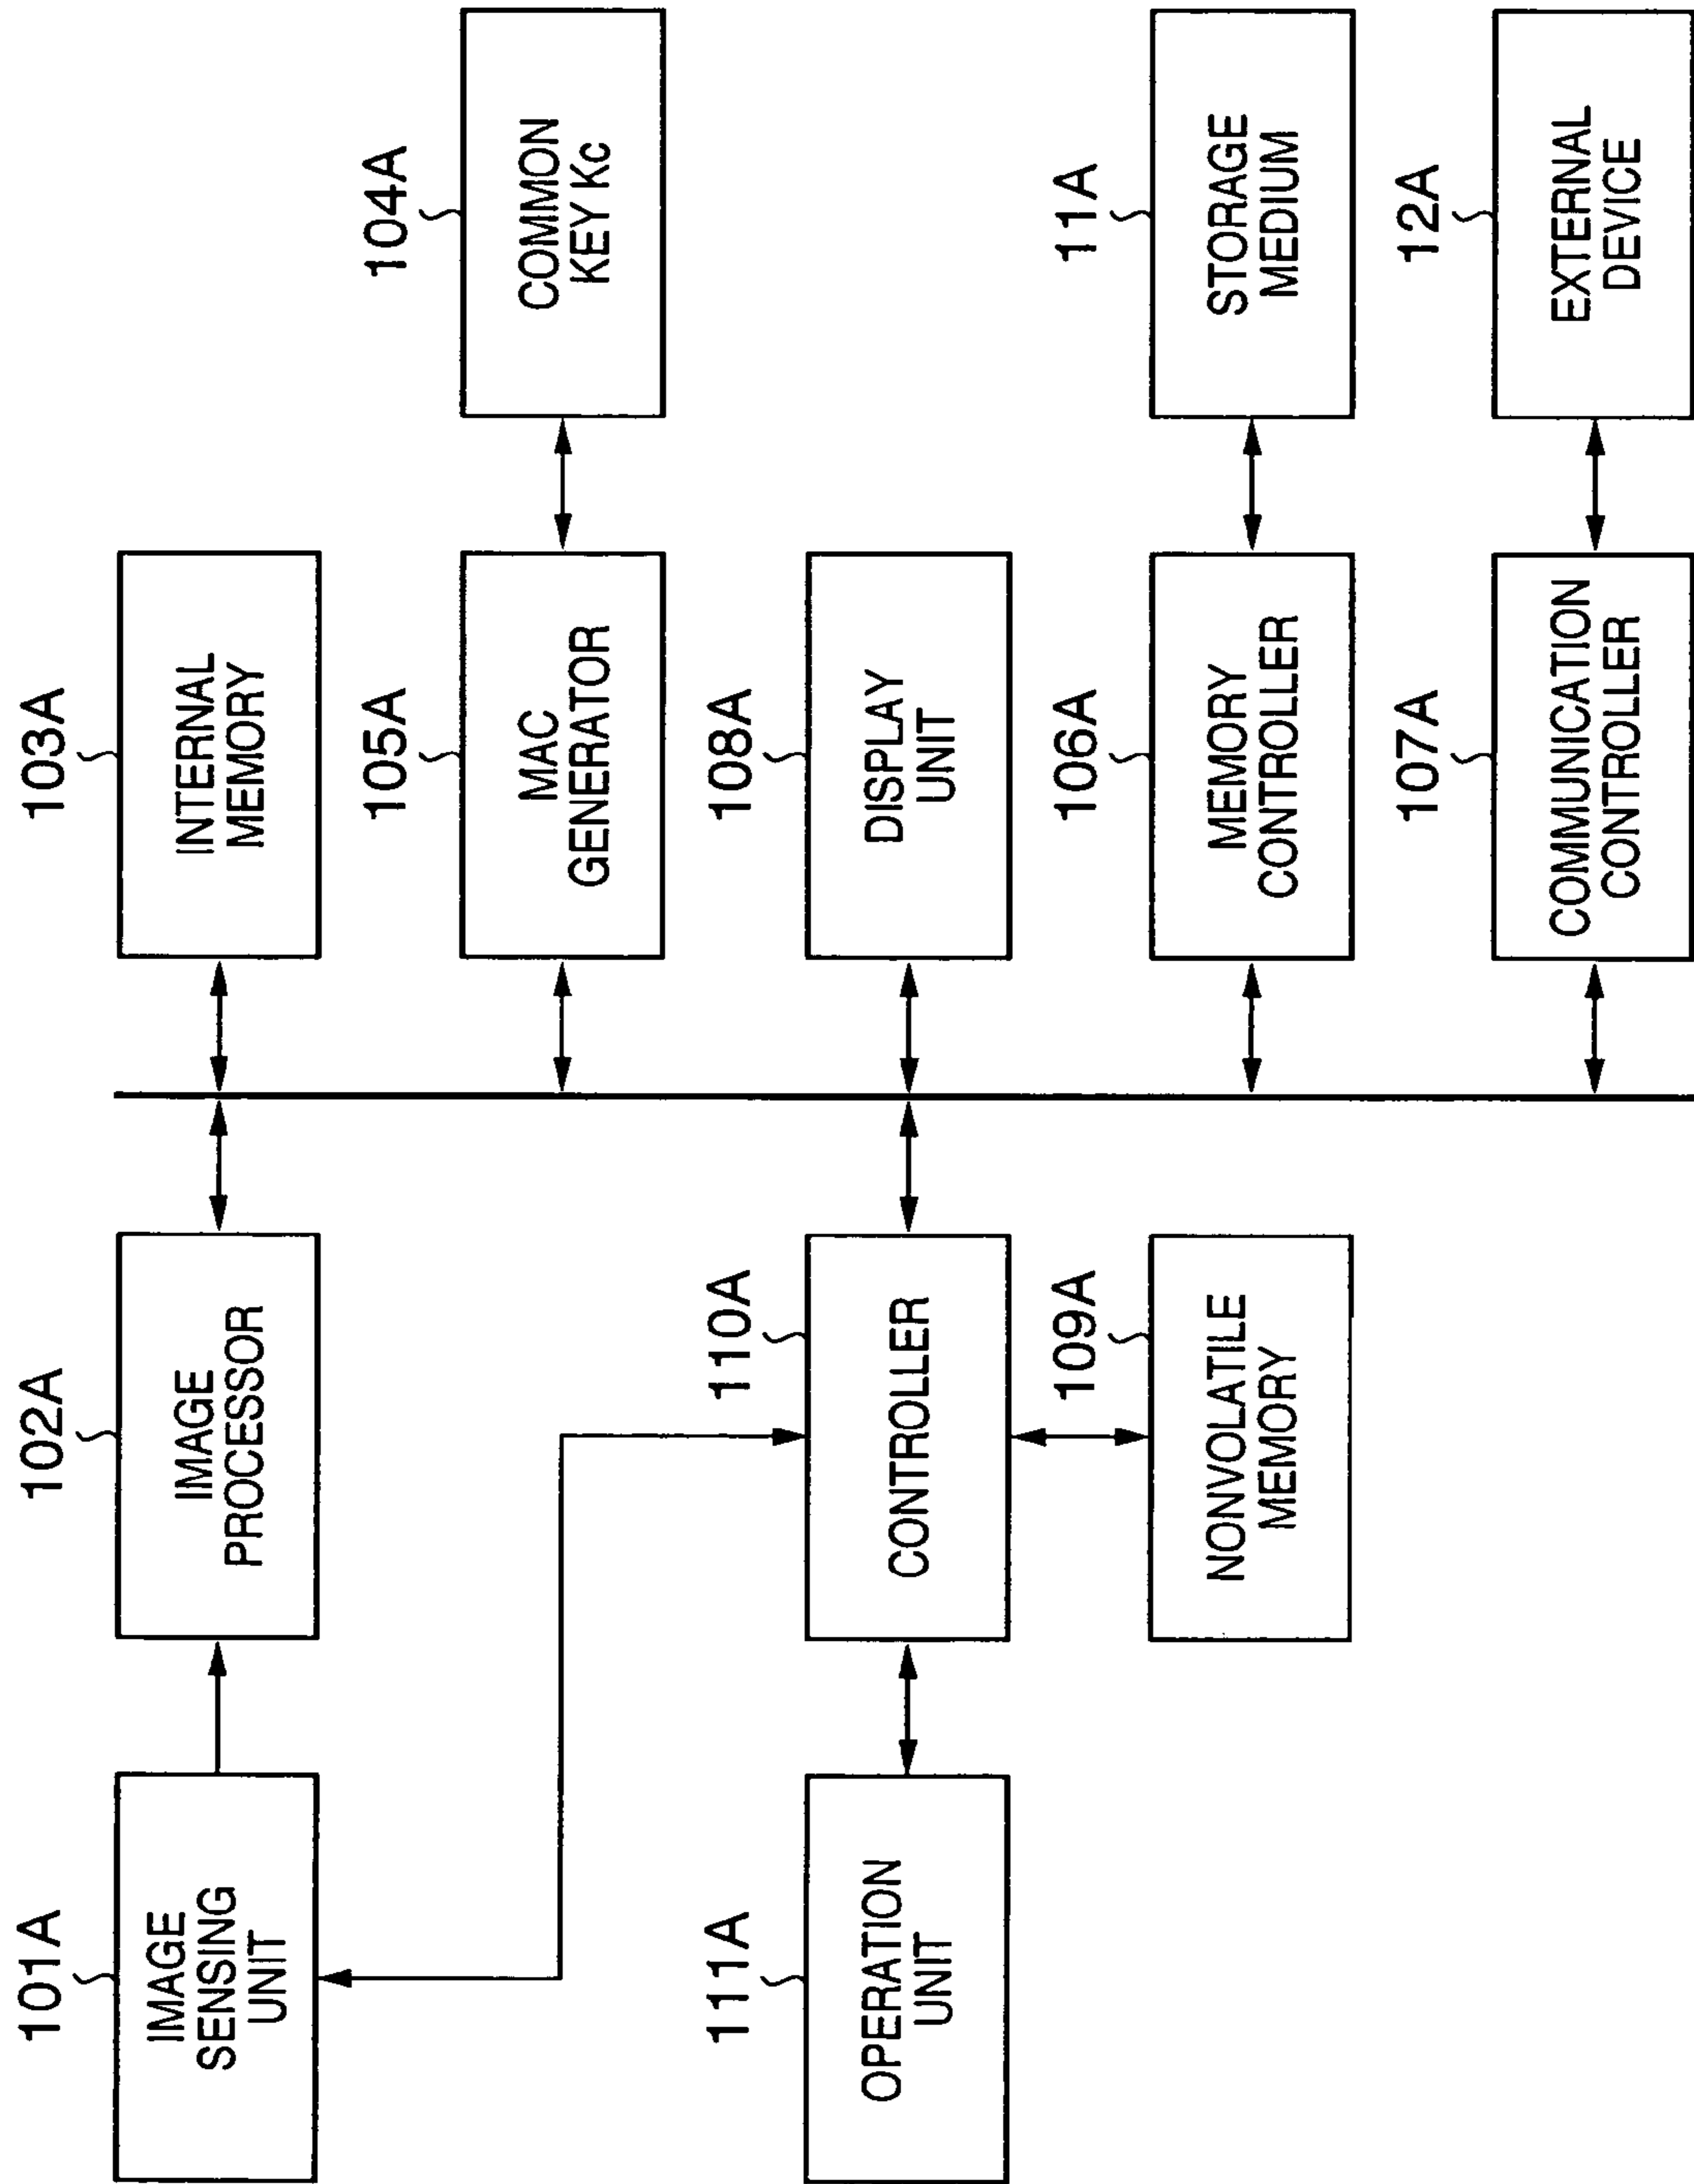 101A
IMAGE
SENSING
UNIT
102A
IMAGE
PROCESSOR
103A
INTERNAL
MEMORY
105A
MAC
GENERATOR
104A
COMMON
KEY Kc
111A
OPERATION
UNIT
110A
CONTROLLER
108A
DISPLAY
UNIT
109A
NONVOLATILE
MEMORY
106A
MEMORY
CONTROLLER
11A
STORAGE
MEDIUM
107A
COMMUNICATION
CONTROLLER
12A
EXTERNAL
DEVICE